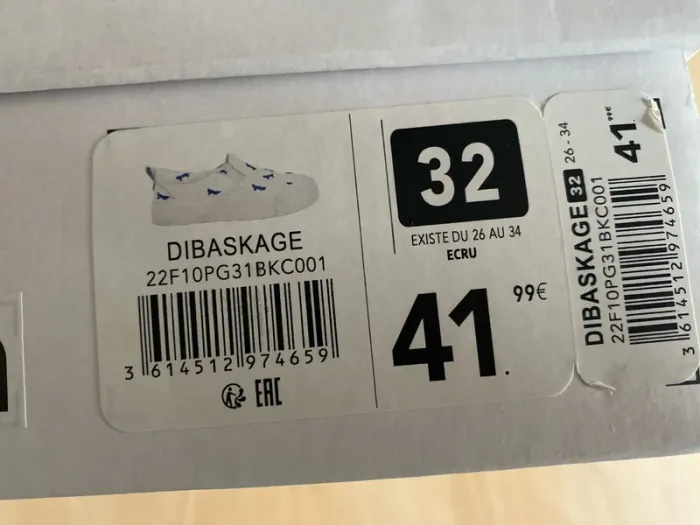 DIBASKAGE
22F10PG31BKC001
3 614512 974659
EAC
32
EXISTE DU 26 AU 34
ECRU
41.99€
DIBASKAGE 32 26 - 34
22F10PG31BKC001
41.99€
3 614512 974659